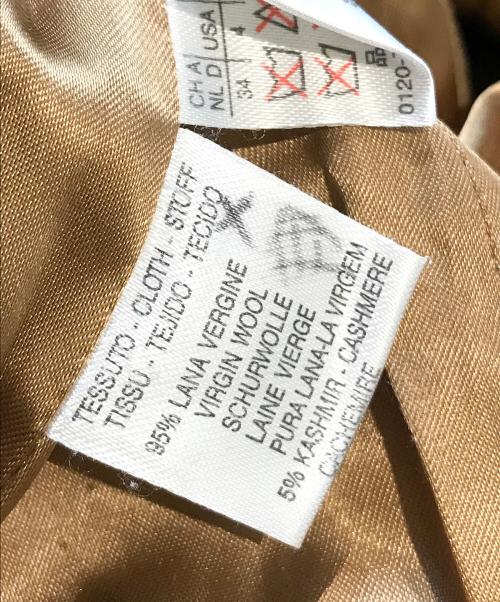 CH A
NL D
34
USA
4
品
0120-
TESSUTO - CLOTH - STOFF
TISSU - TEJIDO - TECIDO
95% LANA VERGINE
VIRGIN WOOL
SCHURWOLLE
LAINE VIERGE
PURA LANA-LA VIRGEM
5% KASHMIR - CASHMERE
CACHEMIRE